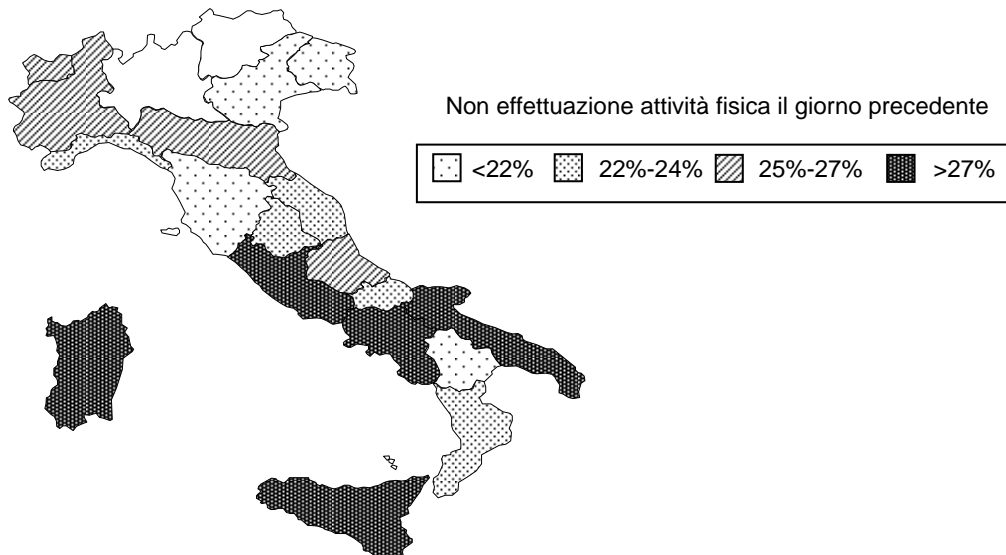 Non effettuazione attività fisica il giorno precedente
<22% 22%-24% 25%-27% >27%